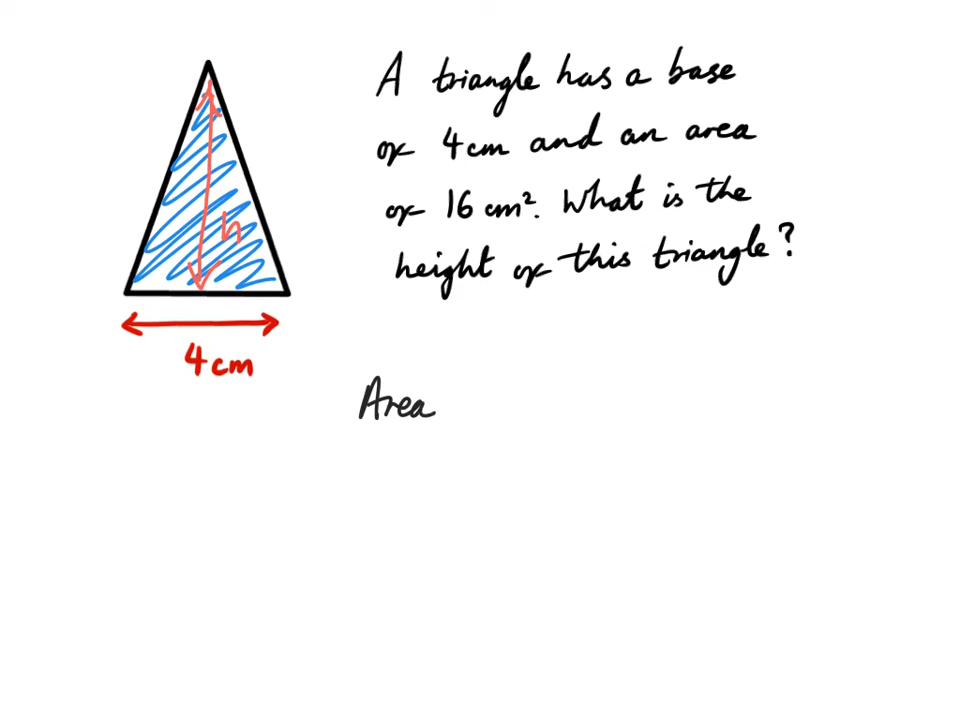 A triangle has a base
of 4cm and an area
of 16 cm². What is the
height of this triangle?
h
4cm
Area